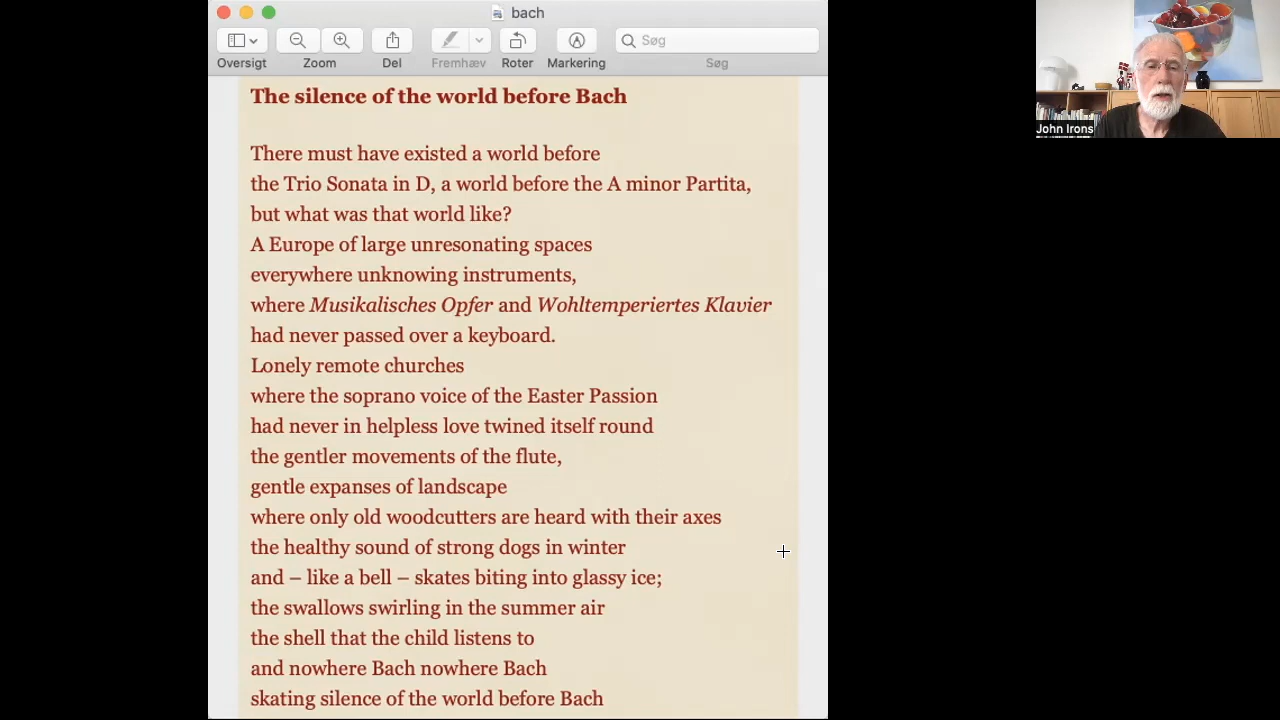 bach
Søg
Oversigt
Zoom
Del
Fremhæv
Roter
Markering
Søg
John Irons
The silence of the world before Bach
There must have existed a world before
the Trio Sonata in D, a world before the A minor Partita,
but what was that world like?
A Europe of large unresonating spaces
everywhere unknowing instruments,
where Musikalisches Opfer and Wohltemperiertes Klavier
had never passed over a keyboard.
Lonely remote churches
where the soprano voice of the Easter Passion
had never in helpless love twined itself round
the gentler movements of the flute,
gentle expanses of landscape
where only old woodcutters are heard with their axes
the healthy sound of strong dogs in winter
and – like a bell – skates biting into glassy ice;
the swallows swirling in the summer air
the shell that the child listens to
and nowhere Bach nowhere Bach
skating silence of the world before Bach